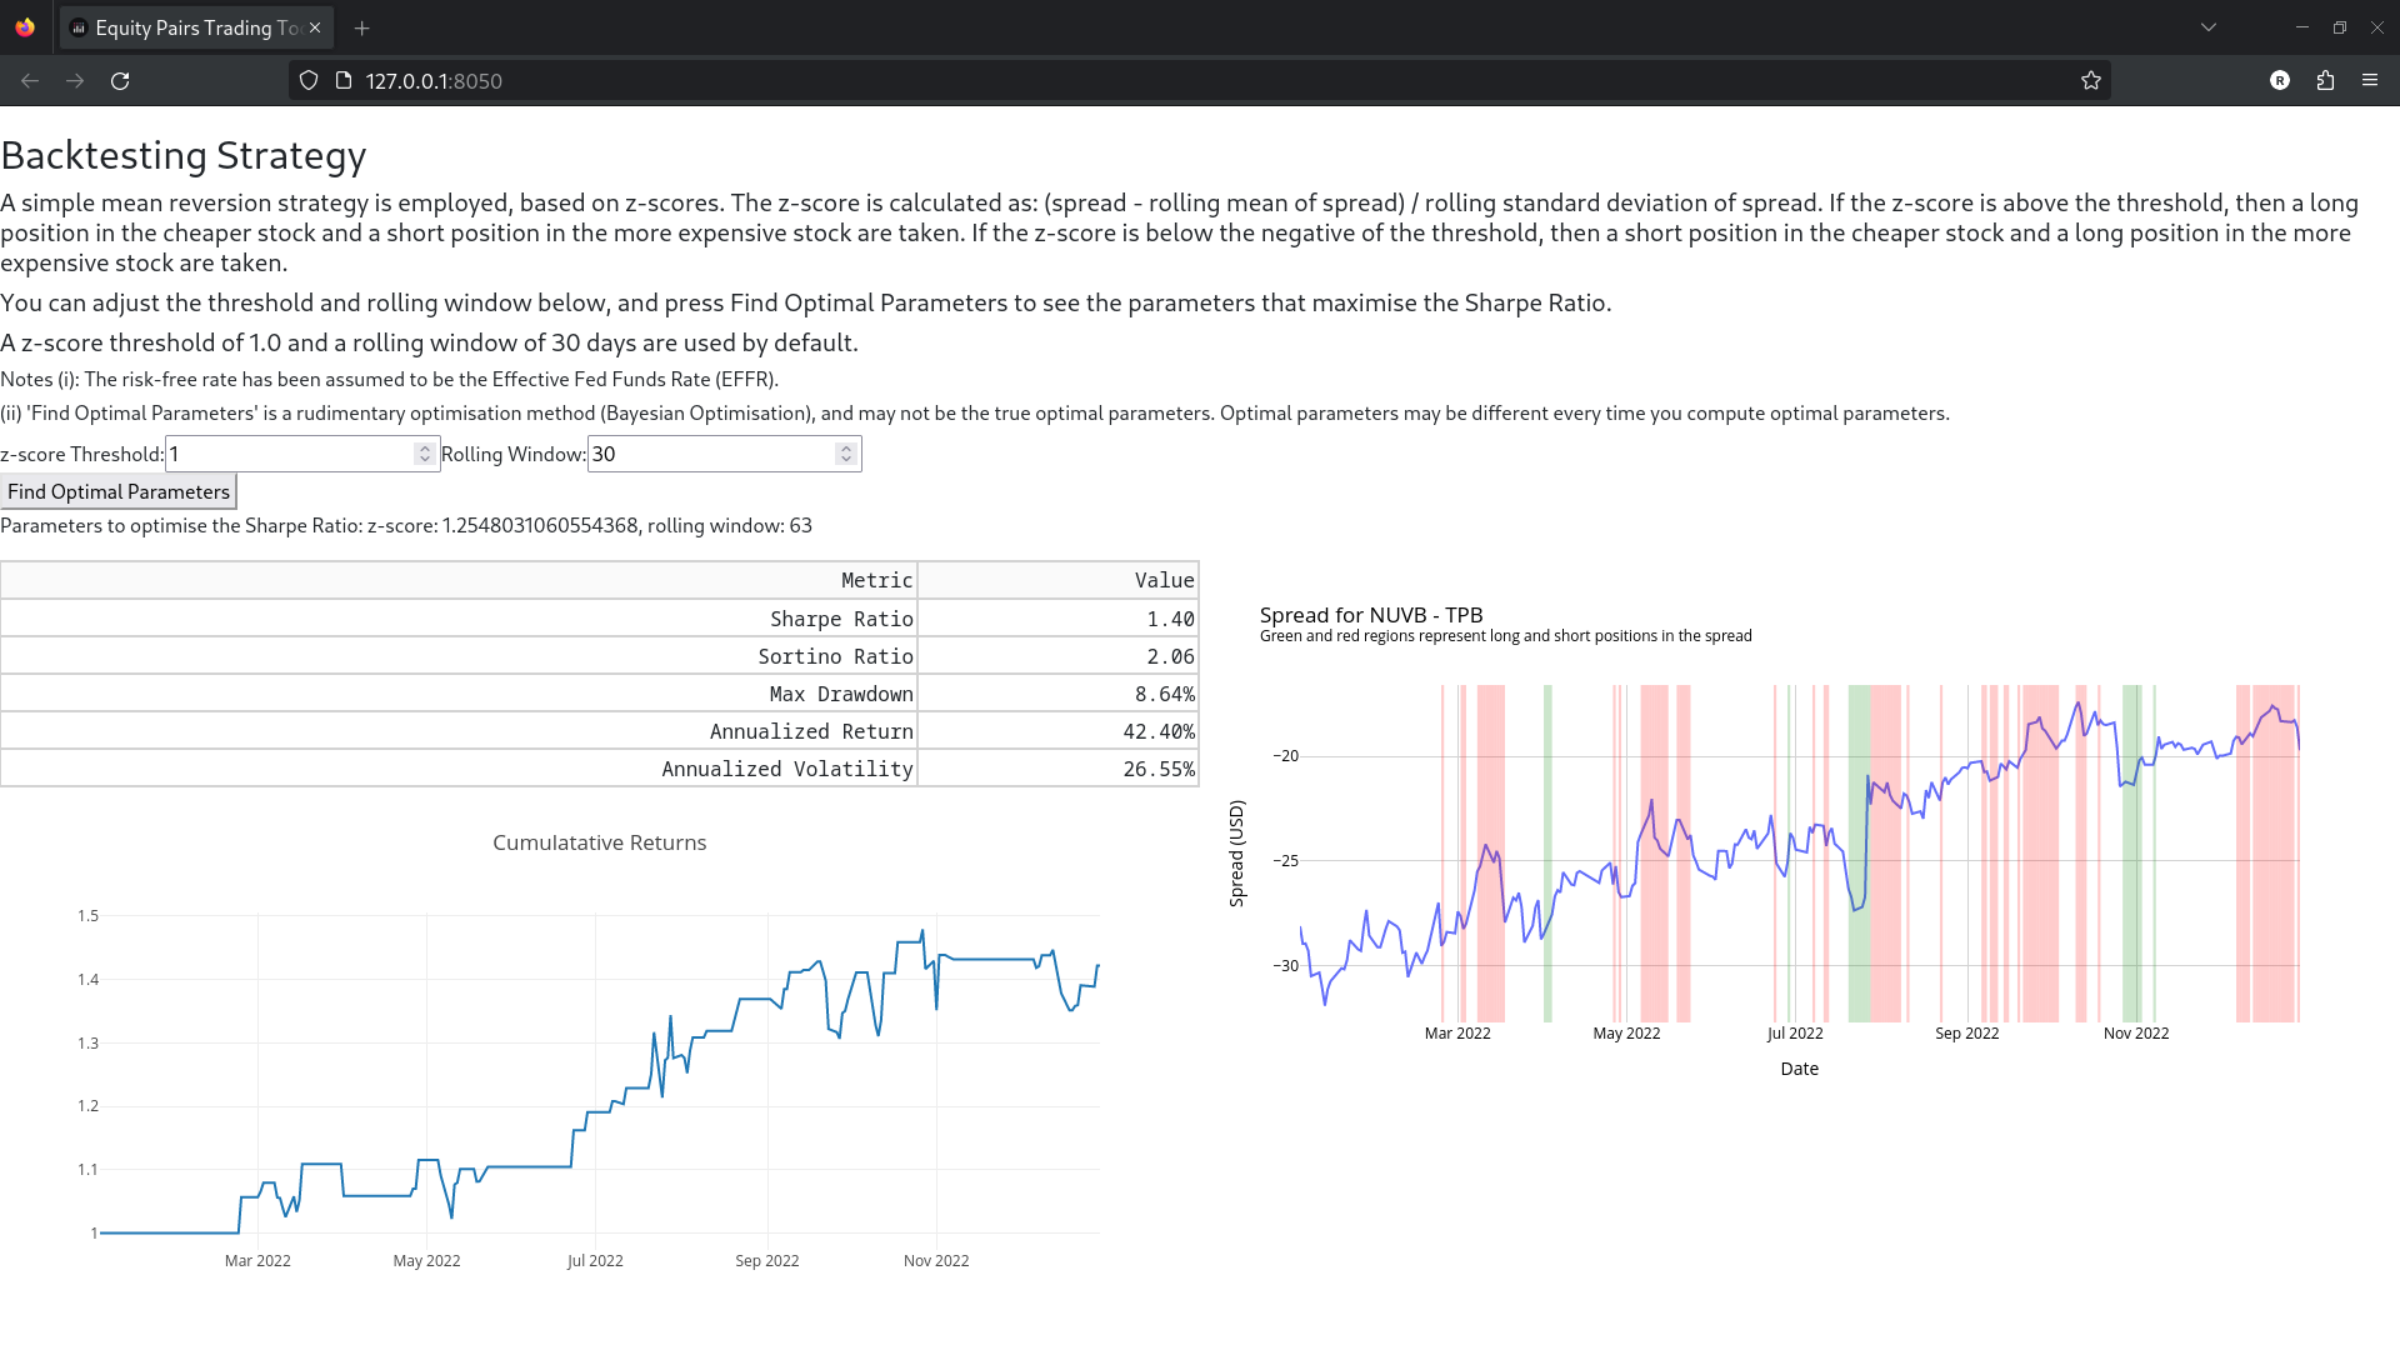 Equity Pairs Trading Too
127.0.0.1:8050
R
Backtesting Strategy
A simple mean reversion strategy is employed, based on z-scores. The z-score is calculated as: (spread - rolling mean of spread) / rolling standard deviation of spread. If the z-score is above the threshold, then a long
position in the cheaper stock and a short position in the more expensive stock are taken. If the z-score is below the negative of the threshold, then a short position in the cheaper stock and a long position in the more
expensive stock are taken.
You can adjust the threshold and rolling window below, and press Find Optimal Parameters to see the parameters that maximise the Sharpe Ratio.
A z-score threshold of 1.0 and a rolling window of 30 days are used by default.
Notes (i): The risk-free rate has been assumed to be the Effective Fed Funds Rate (EFFR).
(ii) 'Find Optimal Parameters' is a rudimentary optimisation method (Bayesian Optimisation), and may not be the true optimal parameters. Optimal parameters may be different every time you compute optimal parameters.
z-score Threshold: 1 Rolling Window: 30
Find Optimal Parameters
Parameters to optimise the Sharpe Ratio: z-score: 1.2548031060554368, rolling window: 63
Metric Value
Sharpe Ratio 1.40
Sortino Ratio 2.06
Max Drawdown 8.64%
Annualized Return 42.40%
Annualized Volatility 26.55%
Cumulatative Returns
1.5
1.4
1.3
1.2
1.1
1
Mar 2022 May 2022 Jul 2022 Sep 2022 Nov 2022
Spread for NUVB - TPB
Green and red regions represent long and short positions in the spread
Spread (USD)
−20
−25
−30
Mar 2022 May 2022 Jul 2022 Sep 2022 Nov 2022
Date